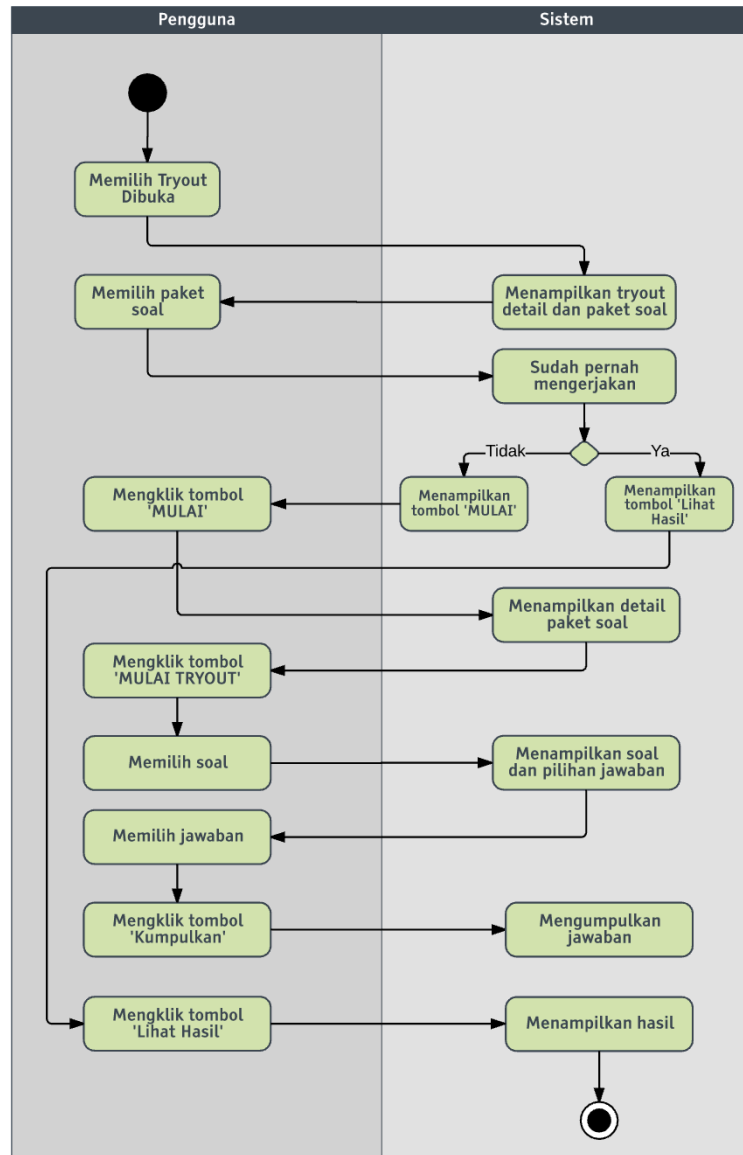 Pengguna
Sistem
Memilih Tryout
Dibuka
Menampilkan tryout
detail dan paket soal
Memilih paket
soal
Sudah pernah
mengerjakan
Tidak
Ya
Menampilkan
tombol 'MULAI'
Menampilkan
tombol 'Lihat
Hasil'
Mengklik tombol
'MULAI'
Menampilkan detail
paket soal
Mengklik tombol
'MULAI TRYOUT'
Memilih soal
Menampilkan soal
dan pilihan jawaban
Memilih jawaban
Mengklik tombol
'Kumpulkan'
Mengumpulkan
jawaban
Mengklik tombol
'Lihat Hasil'
Menampilkan hasil